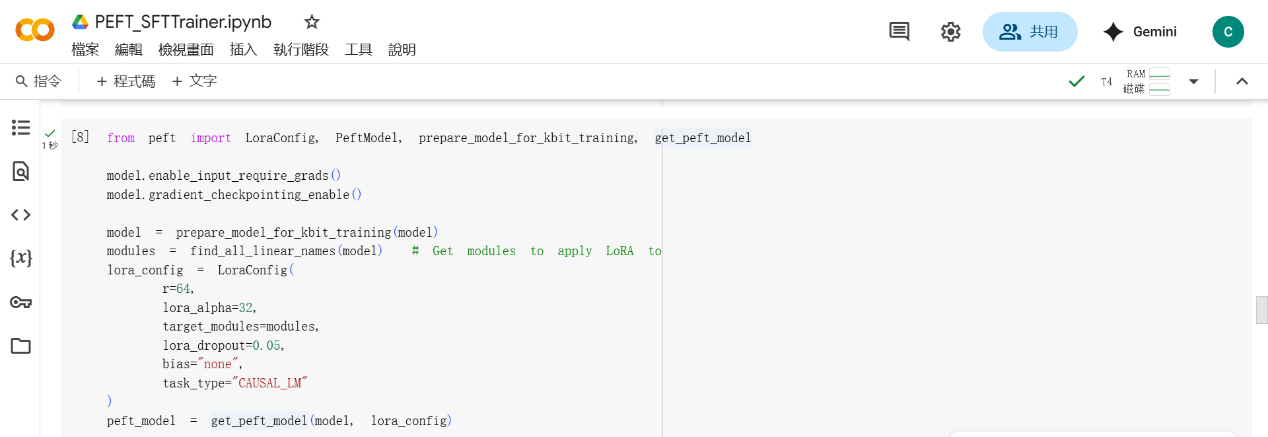 PEFT_SFTTrainer.ipynb
檔案 編輯 檢視畫面 插入 執行階段 工具 說明
共用
Gemini
C
指令 + 程式碼 + 文字
T4
RAM
磁碟
1 秒
[8] from peft import LoraConfig, PeftModel, prepare_model_for_kbit_training, get_peft_model
model.enable_input_require_grads()
model.gradient_checkpointing_enable()
model = prepare_model_for_kbit_training(model)
modules = find_all_linear_names(model) # Get modules to apply LoRA to
lora_config = LoraConfig(
r=64,
lora_alpha=32,
target_modules=modules,
lora_dropout=0.05,
bias="none",
task_type="CAUSAL_LM"
)
peft_model = get_peft_model(model, lora_config)